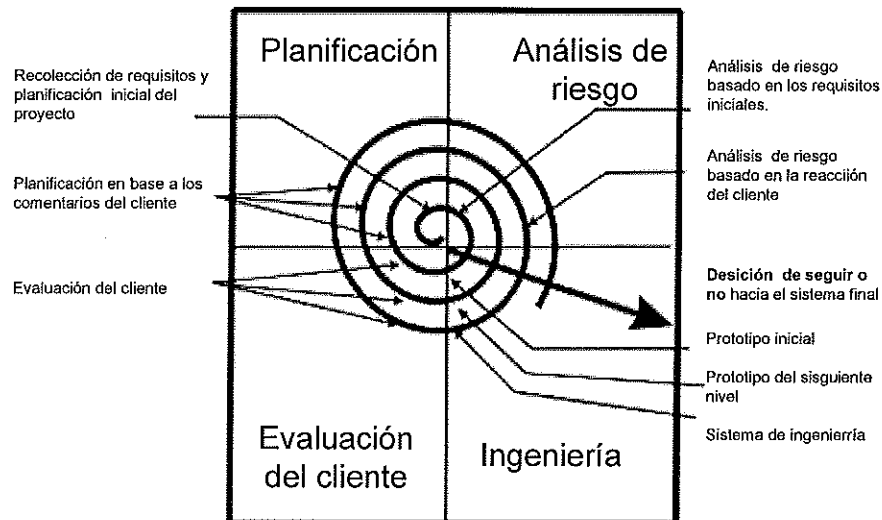 Planificación
Análisis de
riesgo
Recolección de requisitos y
planificación inicial del
proyecto
Planificación en base a los
comentarios del cliente
Evaluación del cliente
Análisis de riesgo
basado en los requisitos
iniciales.
Análisis de riesgo
basado en la reacciíon
del cliente
Desición de seguir o
no hacia el sistema final
Prototipo inicial
Prototipo del sisguiente
nivel
Sistema de ingenierría
Evaluación
del cliente
Ingeniería